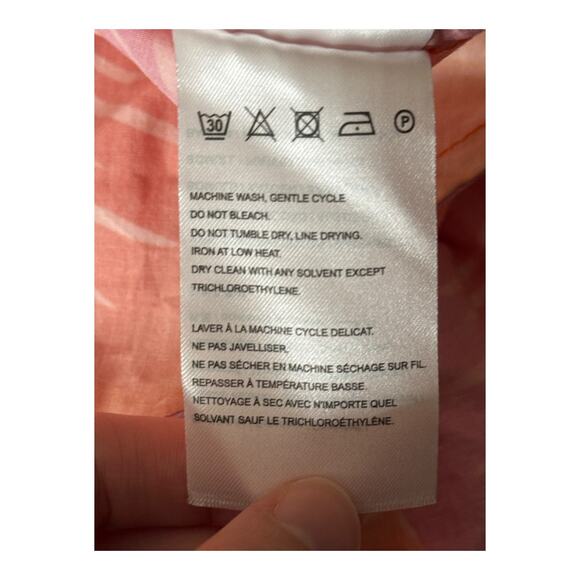 30 P
MACHINE WASH, GENTLE CYCLE
DO NOT BLEACH.
DO NOT TUMBLE DRY, LINE DRYING.
IRON AT LOW HEAT.
DRY CLEAN WITH ANY SOLVENT EXCEPT
TRICHLOROETHYLENE.
LAVER À LA MACHINE CYCLE DELICAT.
NE PAS JAVELLISER.
NE PAS SÉCHER EN MACHINE SÉCHAGE SUR FIL.
REPASSER À TEMPÉRATURE BASSE.
NETTOYAGE À SEC AVEC N'IMPORTE QUEL
SOLVANT SAUF LE TRICHLOROÉTHYLÈNE.